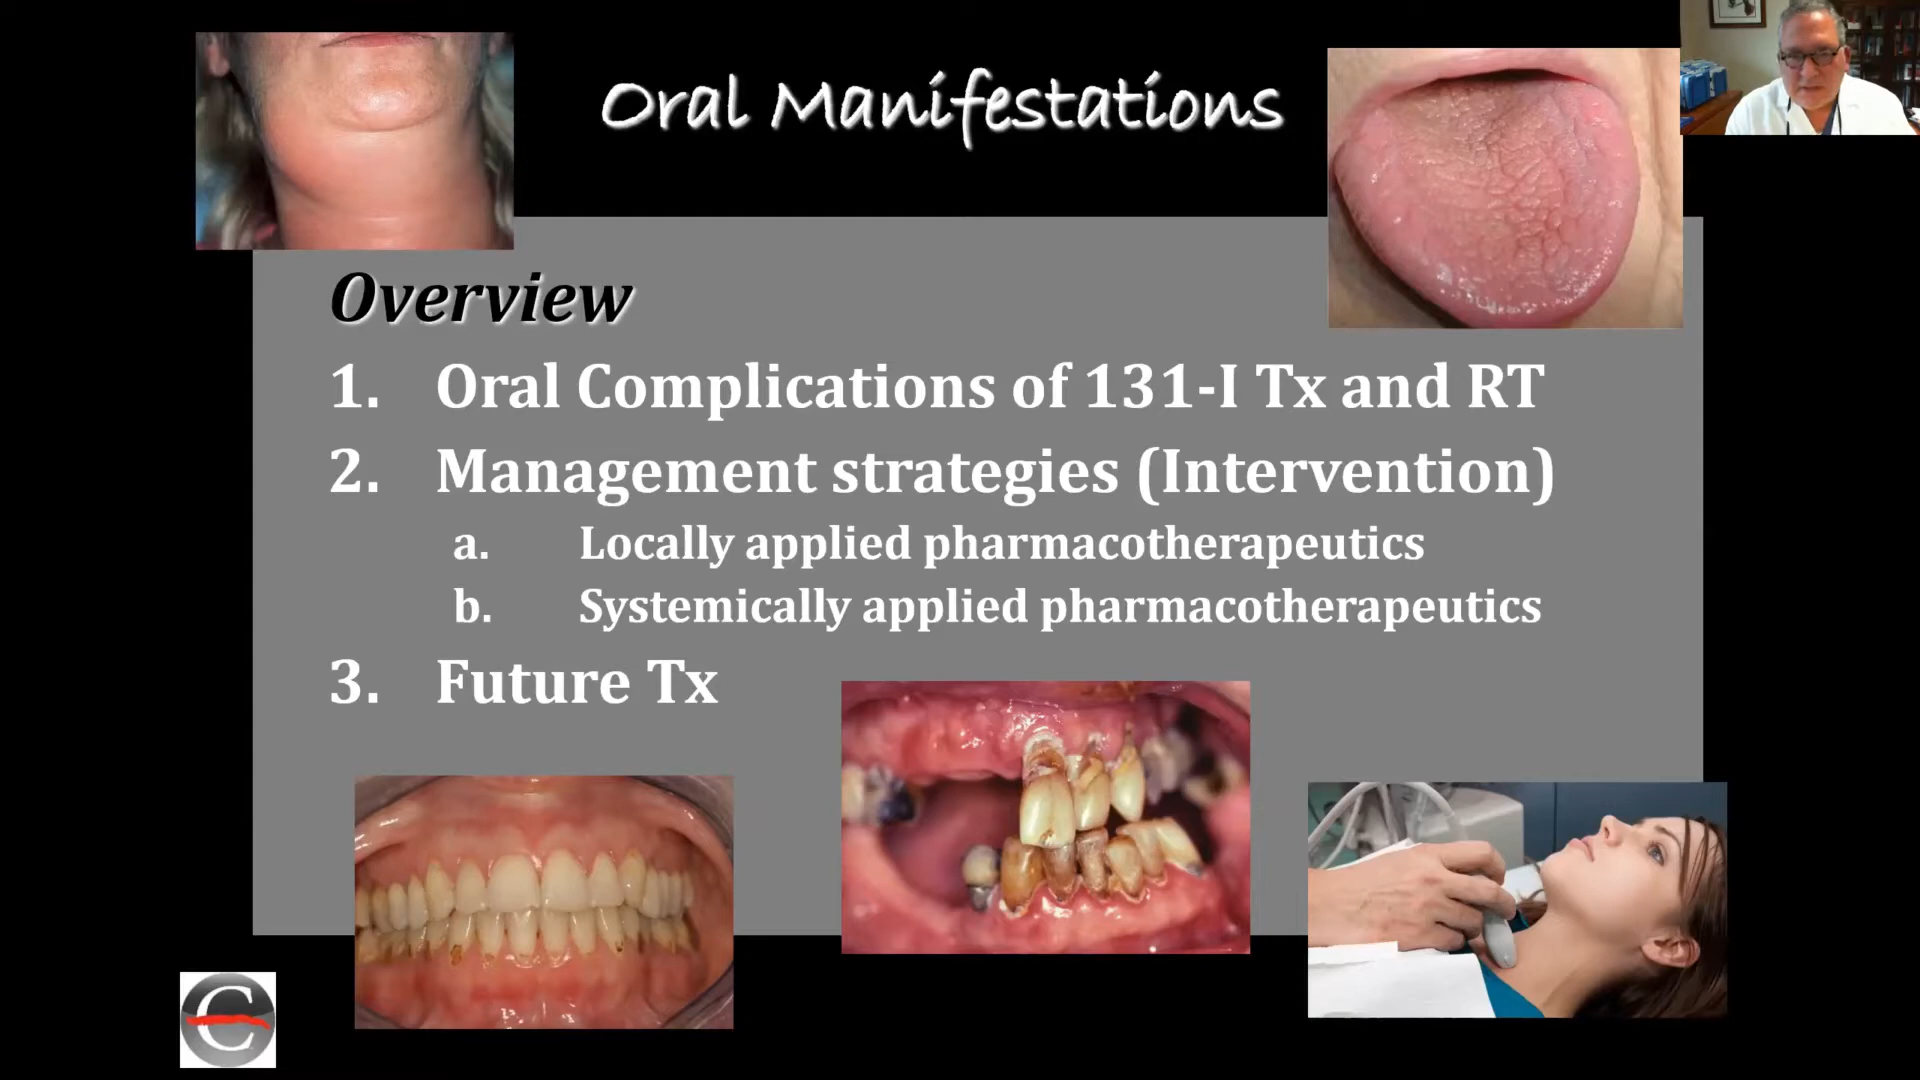 Oral Manifestations
Overview
1. Oral Complications of 131-I Tx and RT
2. Management strategies (Intervention)
a. Locally applied pharmacotherapeutics
b. Systemically applied pharmacotherapeutics
3. Future Tx
C